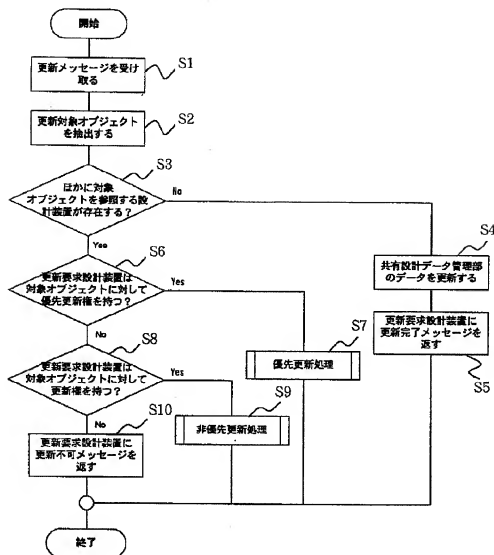 開始
更新メッセージを受け
取る
S1
更新対象オブジェクト
を抽出する
S2
S3
ほかに対象
オブジェクトを参照する設
計装置が存在する?
No
Yes
S4
共有設計データ管理部
のデータを更新する
更新要求設計装置に
更新完了メッセージを
返す
S5
S6
更新要求設計装置は
対象オブジェクトに対して
優先更新権を持つ?
Yes
No
S7
優先更新処理
S8
更新要求設計装置は
対象オブジェクトに対して
更新権を持つ?
Yes
No
S9
非優先更新処理
S10
更新要求設計装置に
更新不可メッセージを
返す
終了